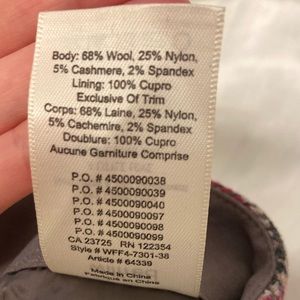 Body: 68% Wool, 25% Nylon,
5% Cashmere, 2% Spandex
Lining: 100% Cupro
Exclusive Of Trim
Corps: 68% Laine, 25% Nylon,
5% Cachemire, 2% Spandex
Doublure: 100% Cupro
Aucune Garniture Comprise
P.O. # 4500090038
P.O. # 4500090039
P.O. # 4500090040
P.O. # 4500090097
P.O. # 4500090098
P.O. # 4500090099
CA 23725 RN 122354
Style # WFF4-7301-38
Article # 64339
Made in China
Fabriqué en China